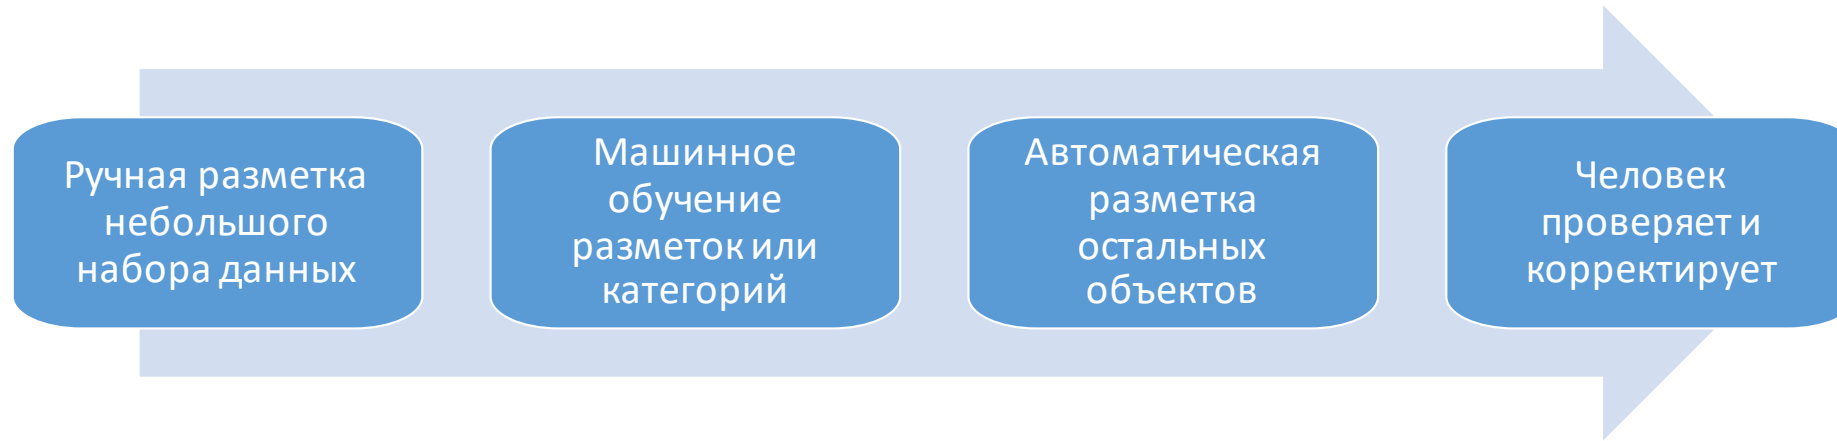 Ручная разметка
небольшого
набора данных
Машинное
обучение
разметок или
категорий
Автоматическая
разметка
остальных
объектов
Человек
проверяет и
корректирует